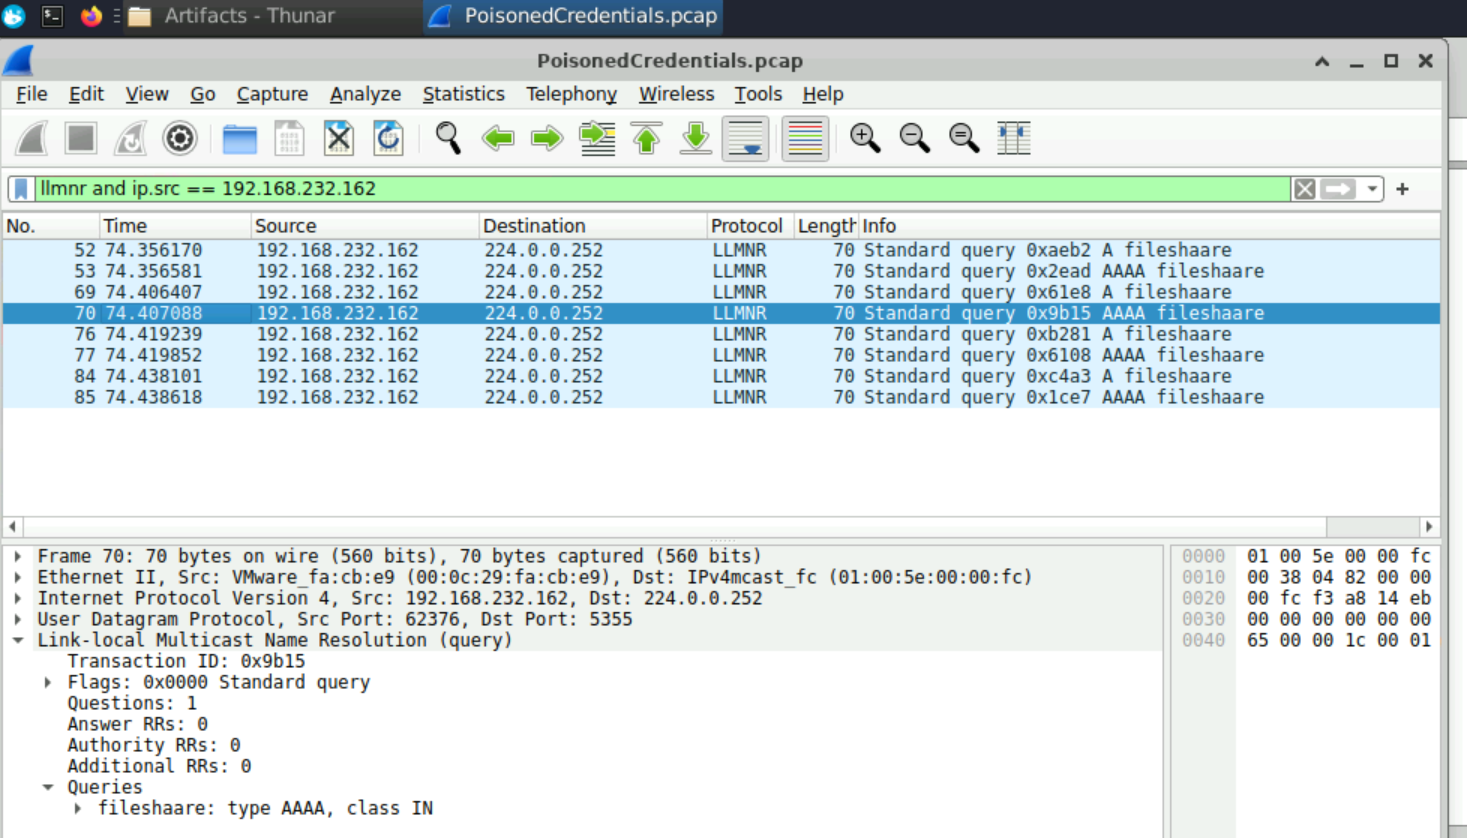 Artifacts - Thunar PoisonedCredentials.pcap
PoisonedCredentials.pcap
File Edit View Go Capture Analyze Statistics Telephony Wireless Tools Help
llmnr and ip.src == 192.168.232.162
No. Time Source Destination Protocol Length Info
52 74.356170 192.168.232.162 224.0.0.252 LLMNR 70 Standard query 0xaeb2 A fileshaare
53 74.356581 192.168.232.162 224.0.0.252 LLMNR 70 Standard query 0x2ead AAAA fileshaare
69 74.406407 192.168.232.162 224.0.0.252 LLMNR 70 Standard query 0x61e8 A fileshaare
70 74.407088 192.168.232.162 224.0.0.252 LLMNR 70 Standard query 0x9b15 AAAA fileshaare
76 74.419239 192.168.232.162 224.0.0.252 LLMNR 70 Standard query 0xb281 A fileshaare
77 74.419852 192.168.232.162 224.0.0.252 LLMNR 70 Standard query 0x6108 AAAA fileshaare
84 74.438101 192.168.232.162 224.0.0.252 LLMNR 70 Standard query 0xc4a3 A fileshaare
85 74.438618 192.168.232.162 224.0.0.252 LLMNR 70 Standard query 0x1ce7 AAAA fileshaare
Frame 70: 70 bytes on wire (560 bits), 70 bytes captured (560 bits)
Ethernet II, Src: VMware_fa:cb:e9 (00:0c:29:fa:cb:e9), Dst: IPv4mcast_fc (01:00:5e:00:00:fc)
Internet Protocol Version 4, Src: 192.168.232.162, Dst: 224.0.0.252
User Datagram Protocol, Src Port: 62376, Dst Port: 5355
Link-local Multicast Name Resolution (query)
Transaction ID: 0x9b15
Flags: 0x0000 Standard query
Questions: 1
Answer RRs: 0
Authority RRs: 0
Additional RRs: 0
Queries
fileshaare: type AAAA, class IN
0000 01 00 5e 00 00 fc
0010 00 38 04 82 00 00
0020 00 fc f3 a8 14 eb
0030 00 00 00 00 00 00
0040 65 00 00 1c 00 01